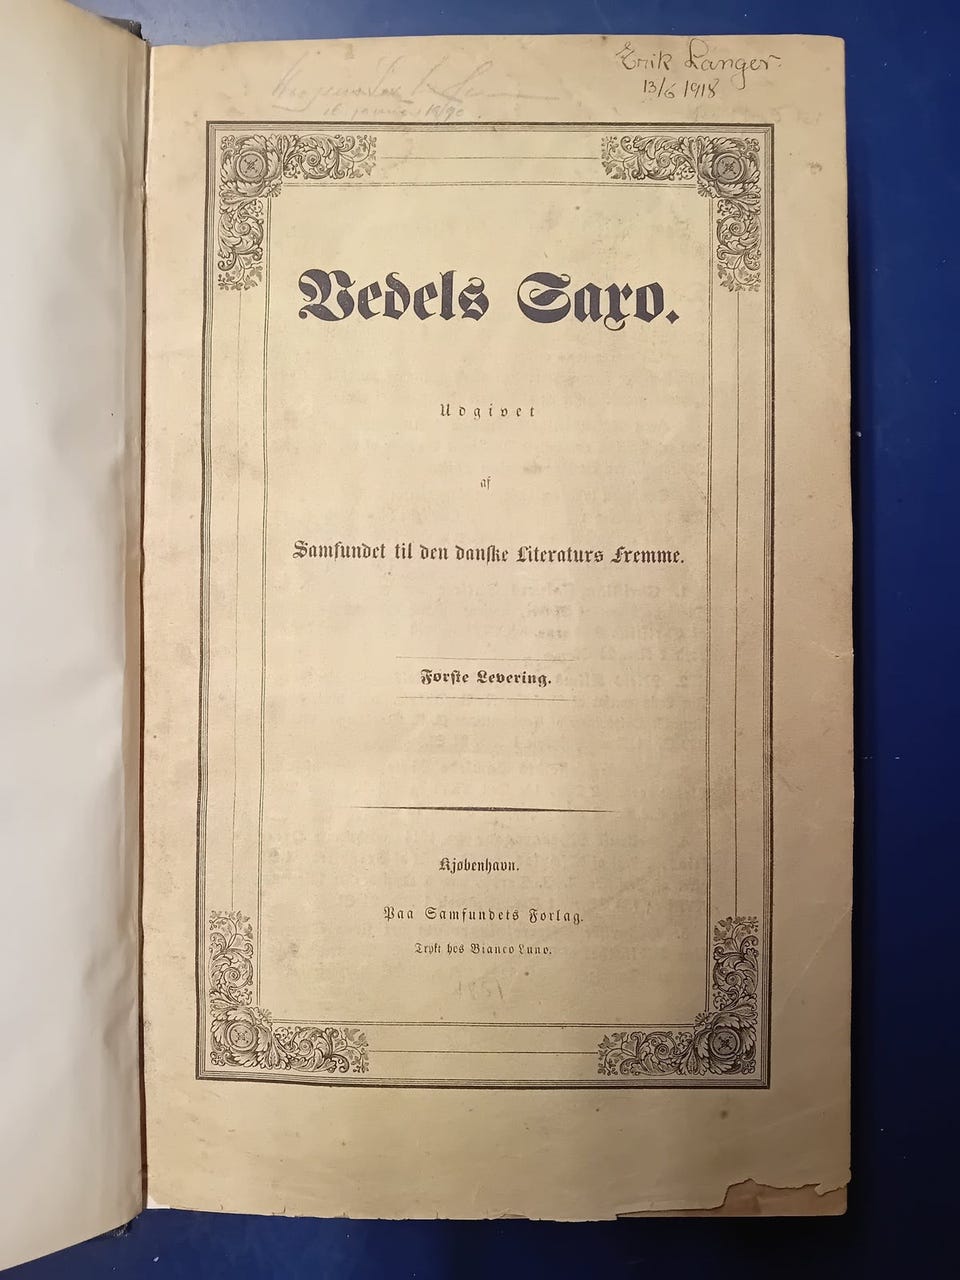 Erik Langer.
13/6 1918
Vedels Saxo.
Udgivet
af
Samfundet til den danske Literaturs Fremme.
Første Levering.
Kjøbenhavn.
Paa Samfundets Forlag.
Trykt hos Bianco Luno.